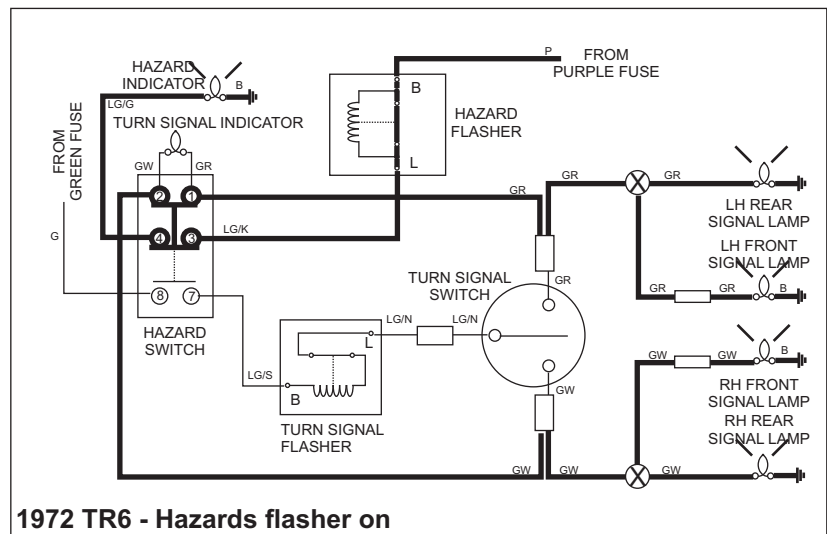 P
FROM
PURPLE FUSE
HAZARD
INDICATOR
B
LG/G
B
HAZARD
FLASHER
L
TURN SIGNAL INDICATOR
FROM
GREEN FUSE
GW
GR
2
1
4
3
LG/K
G
8
7
HAZARD
SWITCH
LG/S
GR
GR
GR
LH REAR
SIGNAL LAMP
LH FRONT
SIGNAL LAMP
GR
GR
B
TURN SIGNAL
SWITCH
GR
LG/N
LG/N
L
B
TURN SIGNAL
FLASHER
GW
GW
GW
B
RH FRONT
SIGNAL LAMP
RH REAR
SIGNAL LAMP
GW
GW
GW
1972 TR6 - Hazards flasher on